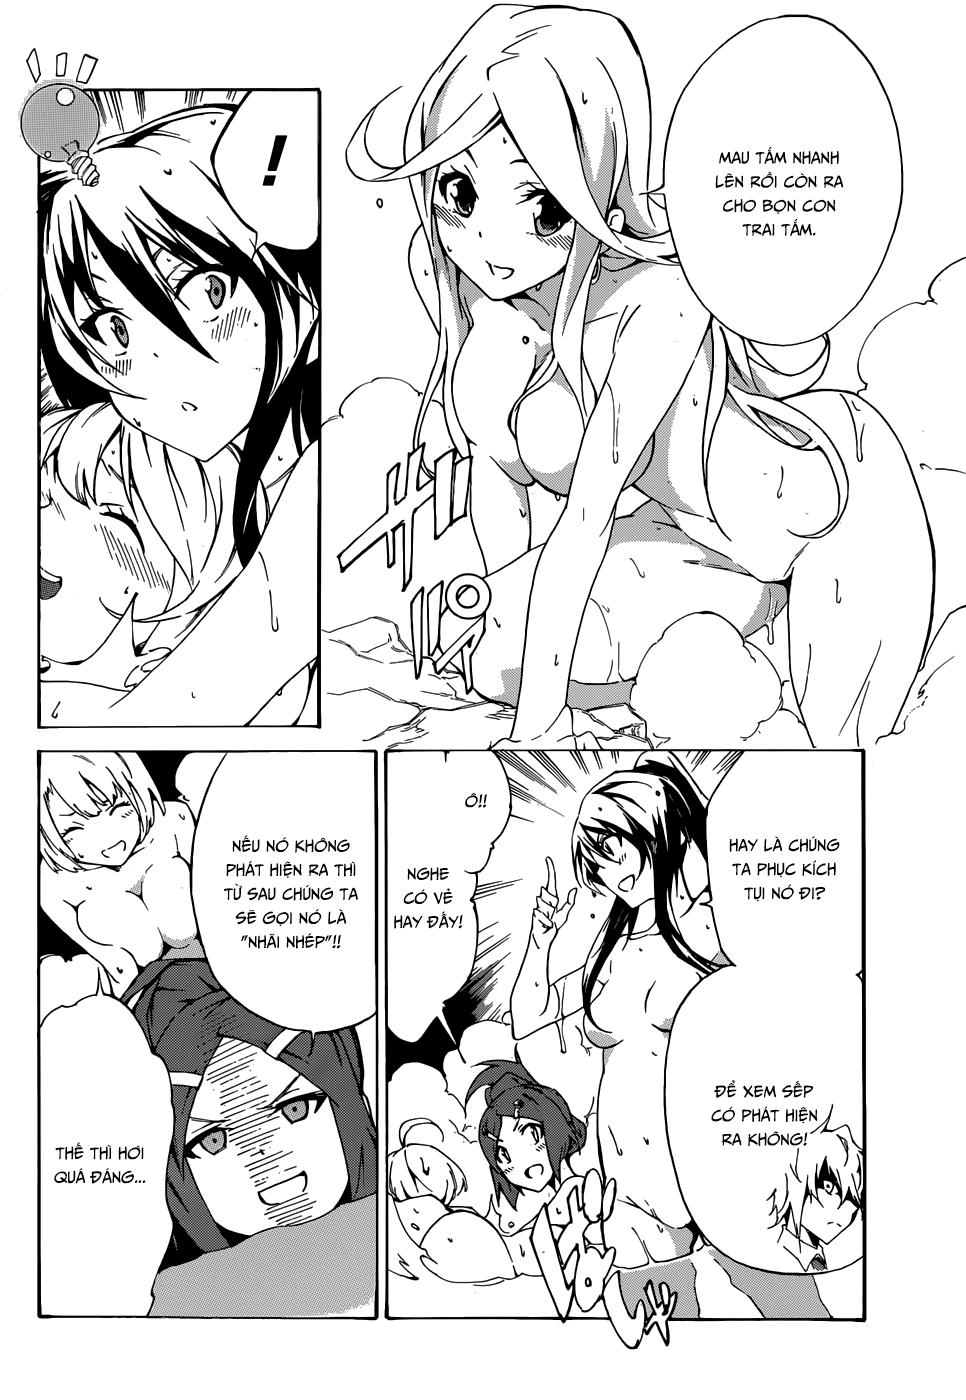 MAU TẮM NHANH
LÊN RỒI CÒN RA
CHO BỌN CON
TRAI TẮM.
!
HAY LÀ CHÚNG
TA PHỤC KÍCH
TỤI NÓ ĐI?
Ô!!
NGHE
CÓ VẺ
HAY ĐẤY!
ĐỂ XEM SẾP
CÓ PHÁT HIỆN
RA KHÔNG!
NẾU NÓ KHÔNG
PHÁT HIỆN RA THÌ
TỪ SAU CHÚNG TA
SẼ GỌI NÓ LÀ
"NHÃI NHÉP"!!
THẾ THÌ HƠI
QUÁ ĐÁNG...